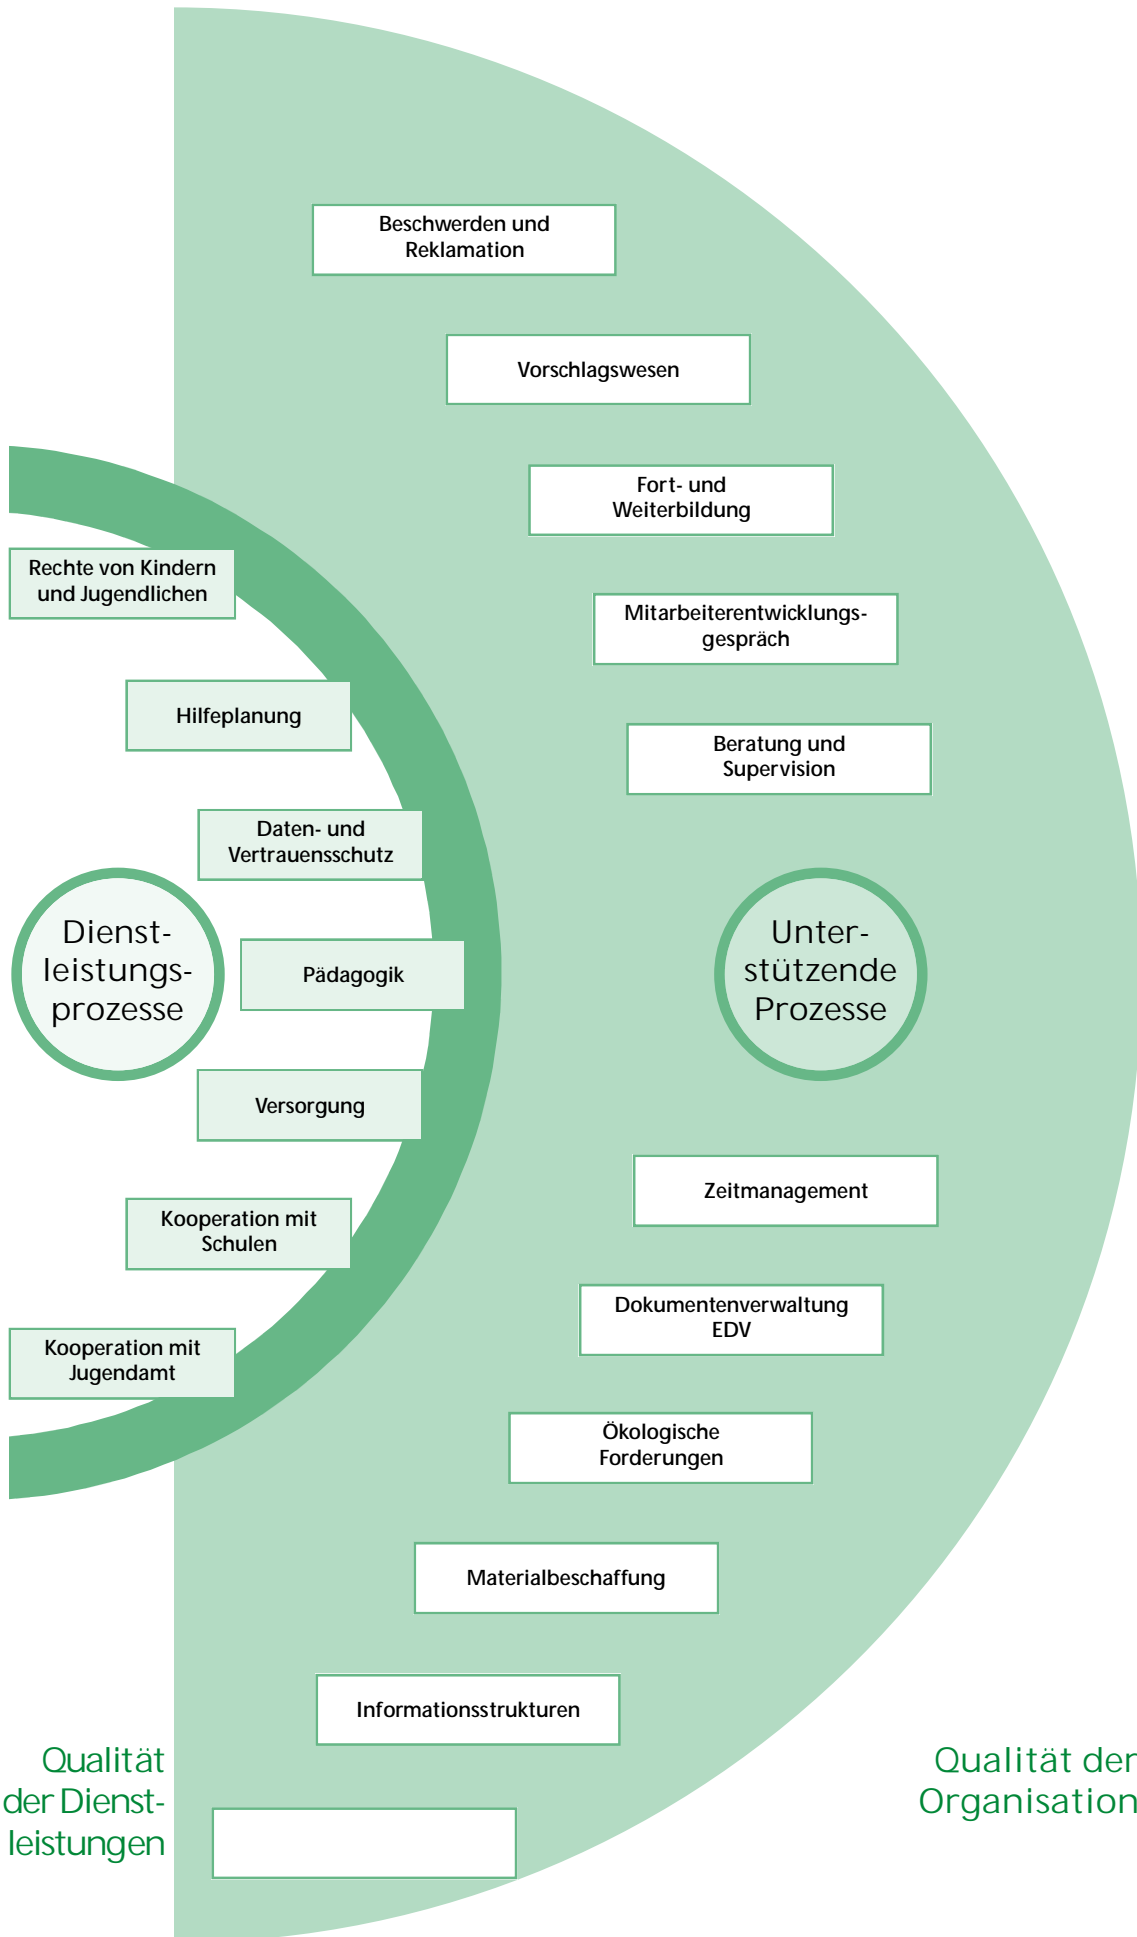 Beschwerden und
Reklamation
Vorschlagswesen
Fort- und
Weiterbildung
Mitarbeiterentwicklungs-
gespräch
Beratung und
Supervision
Unter-
stützende
Prozesse
Zeitmanagement
Dokumentenverwaltung
EDV
Ökologische
Forderungen
Materialbeschaffung
Informationsstrukturen
Rechte von Kindern
und Jugendlichen
Hilfeplanung
Daten- und
Vertrauensschutz
Dienst-
leistungs-
prozesse
Pädagogik
Versorgung
Kooperation mit
Schulen
Kooperation mit
Jugendamt
Qualität
der Dienst-
leistungen
Qualität der
Organisation